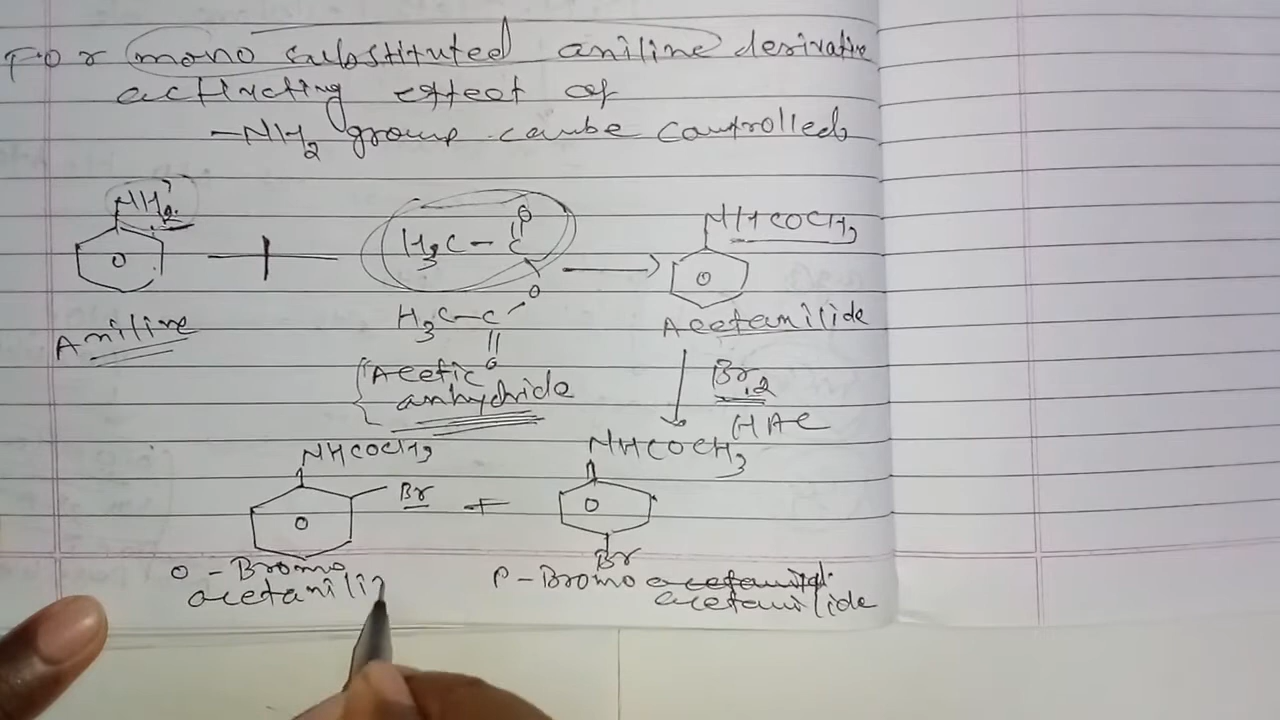 For mono substituted aniline derivative
activating effect of
-NH2 group can be controlled
NH2
O
+
H3C-C
O
O
H3C-C
O
NHCOCH3
O
Aniline
Acetanilide
Acetic
anhydride
Br2
HAC
NHCOCH3
Br
O
+
NHCOCH3
O
Br
O-Bromo
acetanili
P-Bromo
acetanilide